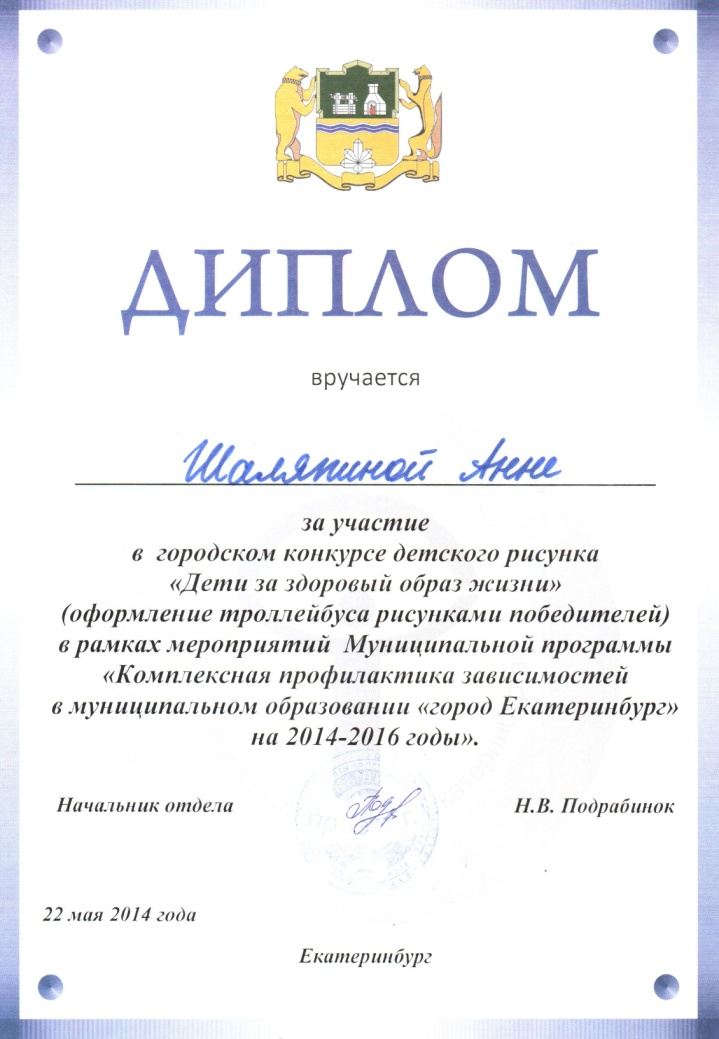 ДИПЛОМ
вручается
Шаляпиной Анне
за участие
в городском конкурсе детского рисунка
«Дети за здоровый образ жизни»
(оформление троллейбуса рисунками победителей)
в рамках мероприятий Муниципальной программы
«Комплексная профилактика зависимостей
в муниципальном образовании «город Екатеринбург»
на 2014-2016 годы».
Начальник отдела Н.В. Подрабинок
22 мая 2014 года
Екатеринбург